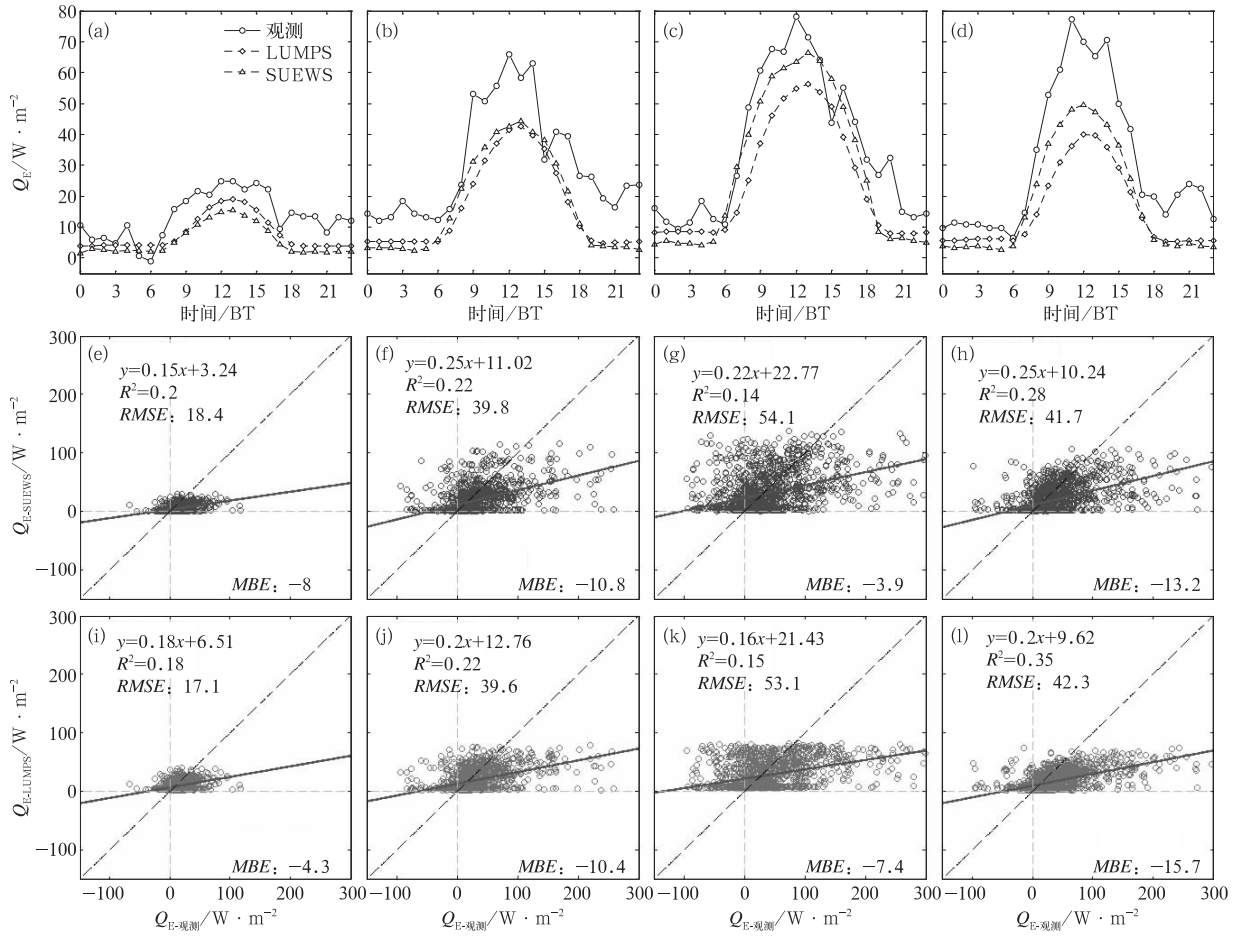 80
70
60
50
40
30
20
10
0
Q_E/W · m⁻²
(a)
观测
LUMPS
SUEWS
(b)
(c)
(d)
0 3 6 9 12 15 18 21
0 3 6 9 12 15 18 21
0 3 6 9 12 15 18 21
0 3 6 9 12 15 18 21
时间/BT
时间/BT
时间/BT
时间/BT
300
200
100
0
−100
Q_E-SUEWS/W · m⁻²
(e)
y=0.15x+3.24
R²=0.2
RMSE：18.4
MBE：−8
(f)
y=0.25x+11.02
R²=0.22
RMSE：39.8
MBE：−10.8
(g)
y=0.22x+22.77
R²=0.14
RMSE：54.1
MBE：−3.9
(h)
y=0.25x+10.24
R²=0.28
RMSE：41.7
MBE：−13.2
300
200
100
0
−100
Q_E-LUMPS/W · m⁻²
(i)
y=0.18x+6.51
R²=0.18
RMSE：17.1
MBE：−4.3
(j)
y=0.2x+12.76
R²=0.22
RMSE：39.6
MBE：−10.4
(k)
y=0.16x+21.43
R²=0.15
RMSE：53.1
MBE：−7.4
(l)
y=0.2x+9.62
R²=0.35
RMSE：42.3
MBE：−15.7
−100 0 100 200 300
−100 0 100 200 300
−100 0 100 200 300
−100 0 100 200 300
Q_E-观测/W · m⁻²
Q_E-观测/W · m⁻²
Q_E-观测/W · m⁻²
Q_E-观测/W · m⁻²